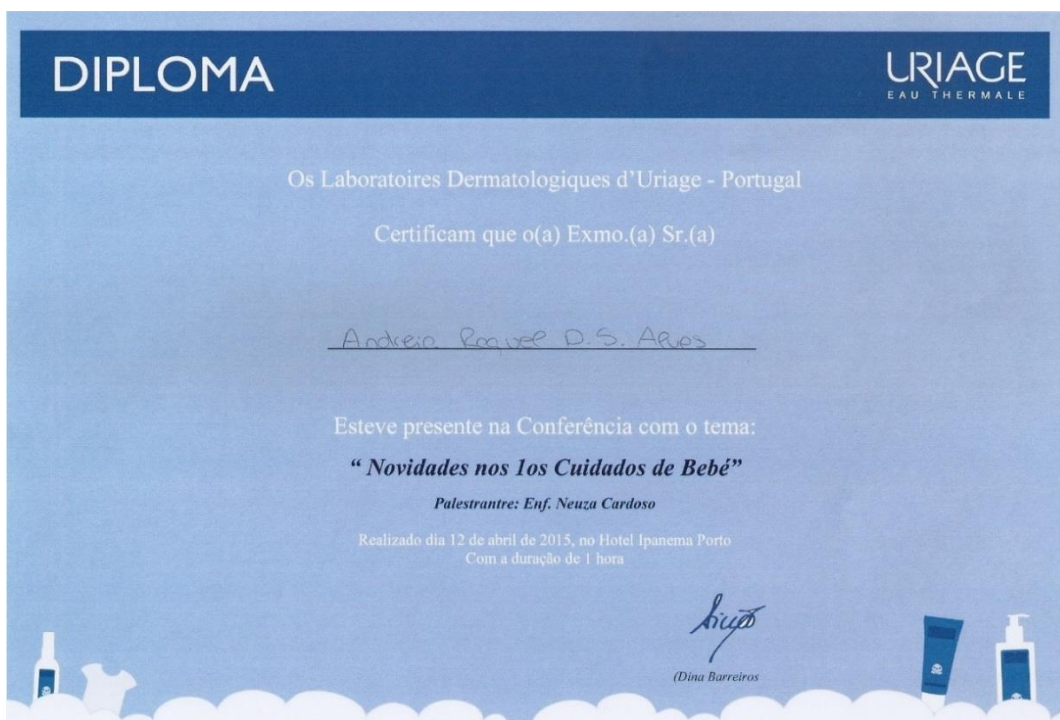 DIPLOMA
URIAGE
EAU THERMALE
Os Laboratoires Dermatologiques d'Uriage - Portugal
Certificam que o(a) Exmo.(a) Sr.(a)
Andreia Raquel D. S. Alves
Esteve presente na Conferência com o tema:
“ Novidades nos 1os Cuidados de Bebé”
Palestrantre: Enf. Neuza Cardoso
Realizado dia 12 de abril de 2015, no Hotel Ipanema Porto
Com a duração de 1 hora
(Dina Barreiros